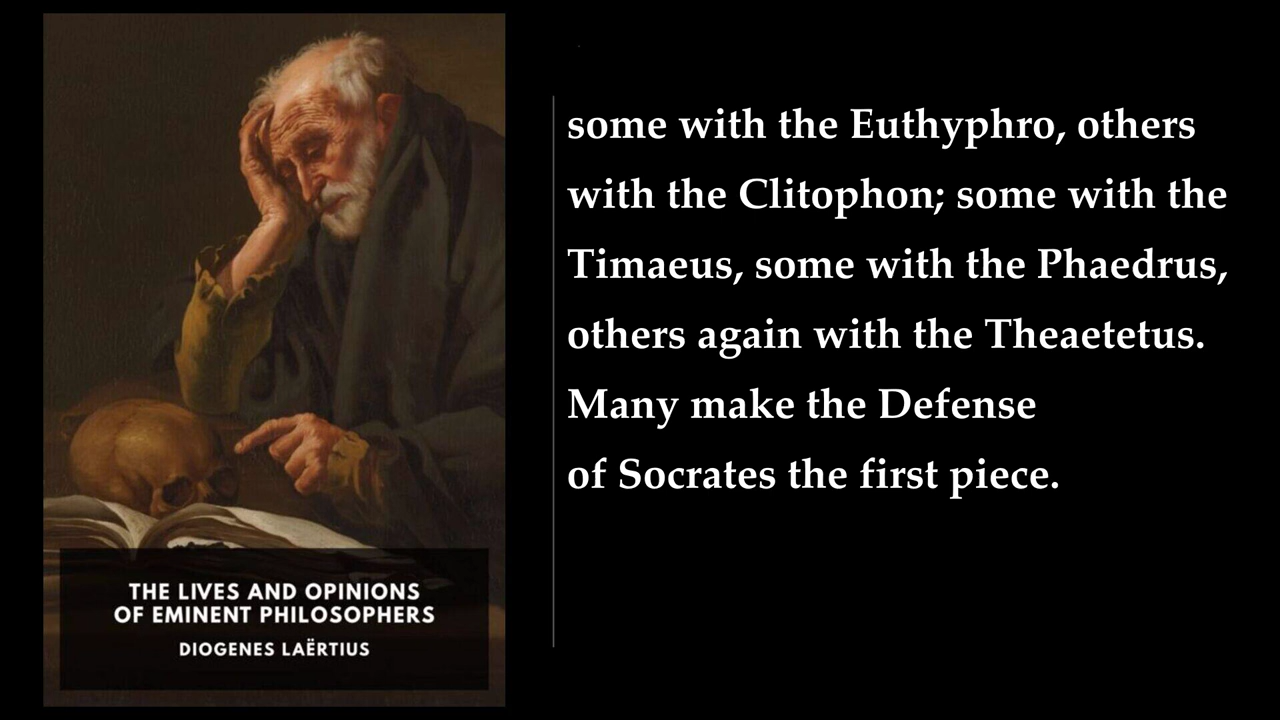 some with the Euthyphro, others
with the Clitophon; some with the
Timaeus, some with the Phaedrus,
others again with the Theaetetus.
Many make the Defense
of Socrates the first piece.
THE LIVES AND OPINIONS
OF EMINENT PHILOSOPHERS
DIOGENES LAËRTIUS